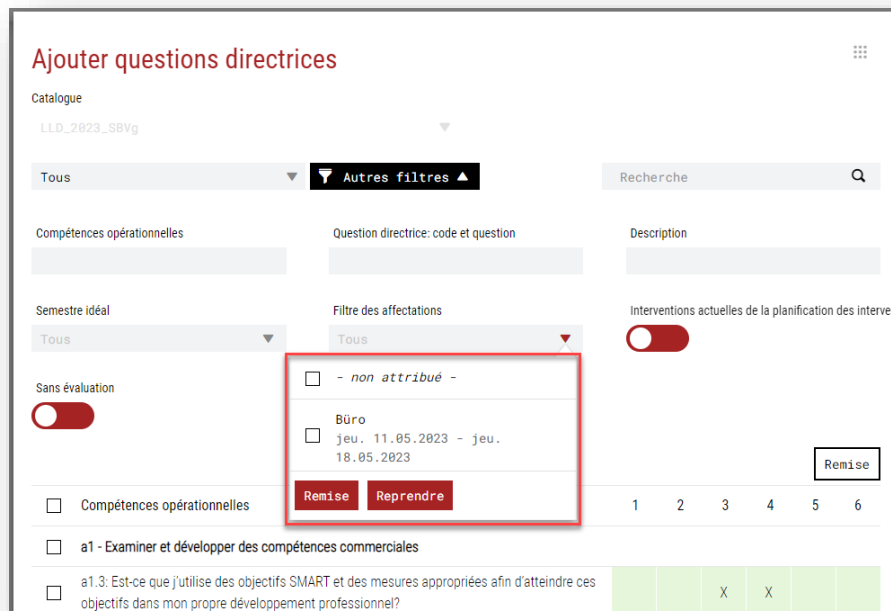 Ajouter questions directrices
Catalogue
LLD_2023_SBVg
Tous
Autres filtres
Recherche
Compétences opérationnelles
Question directrice: code et question
Description
Semestre idéal
Filtre des affectations
Interventions actuelles de la planification des interve
Tous
Tous
- non attribué -
Sans évaluation
Büro
jeu. 11.05.2023 - jeu.
18.05.2023
Remise
Remise
Reprendre
Compétences opérationnelles
1 2 3 4 5 6
a1 - Examiner et développer des compétences commerciales
a1.3: Est-ce que j'utilise des objectifs SMART et des mesures appropriées afin d'atteindre ces
X X
objectifs dans mon propre développement professionnel?